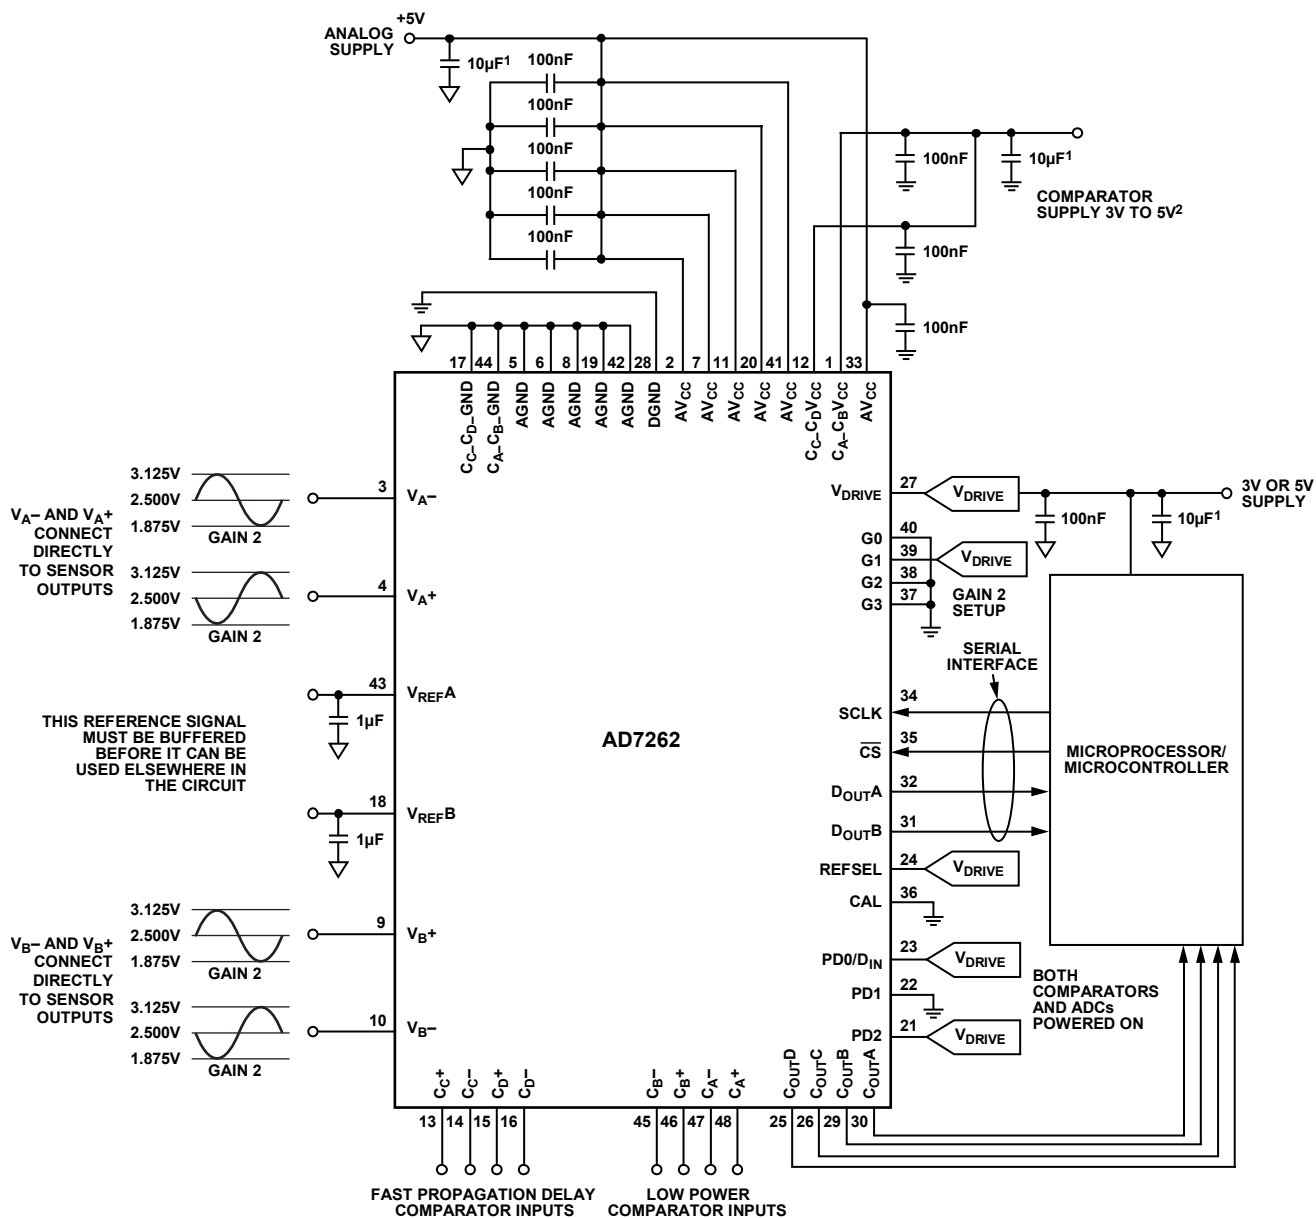 +5V
ANALOG
SUPPLY
10µF1
100nF
100nF
100nF
100nF
100nF
100nF
10µF1
COMPARATOR
SUPPLY 3V TO 5V2
100nF
100nF
17 44 5 6 8 19 42 28 2 7 11 20 41 12 1 33
CC_CD_GND
CA_CB_GND
AGND
AGND
AGND
AGND
AGND
DGND
AVCC
AVCC
AVCC
AVCC
AVCC
CC_CDVCC
CA_CBVCC
AVCC
3.125V
2.500V
1.875V
GAIN 2
3
VA−
VA− AND VA+
CONNECT
DIRECTLY
TO SENSOR
OUTPUTS
3.125V
2.500V
1.875V
GAIN 2
4
VA+
VDRIVE
27
VDRIVE
3V OR 5V
SUPPLY
100nF
10µF1
G0
40
G1
39
VDRIVE
G2
38
G3
37
GAIN 2
SETUP
SERIAL
INTERFACE
43
VREFA
1µF
THIS REFERENCE SIGNAL
MUST BE BUFFERED
BEFORE IT CAN BE
USED ELSEWHERE IN
THE CIRCUIT
18
VREFB
1µF
AD7262
SCLK
34
CS
35
DOUTA
32
DOUTB
31
MICROPROCESSOR/
MICROCONTROLLER
REFSEL
24
VDRIVE
CAL
36
PD0/DIN
23
VDRIVE
PD1
22
PD2
21
VDRIVE
BOTH
COMPARATORS
AND ADCs
POWERED ON
3.125V
2.500V
1.875V
GAIN 2
9
VB+
VB− AND VB+
CONNECT
DIRECTLY
TO SENSOR
OUTPUTS
3.125V
2.500V
1.875V
GAIN 2
10
VB−
CC+
CC−
CD+
CD−
CB−
CB+
CA−
CA+
COUTD
COUTC
COUTB
COUTA
13 14 15 16 45 46 47 48 25 26 29 30
FAST PROPAGATION DELAY
COMPARATOR INPUTS
LOW POWER
COMPARATOR INPUTS